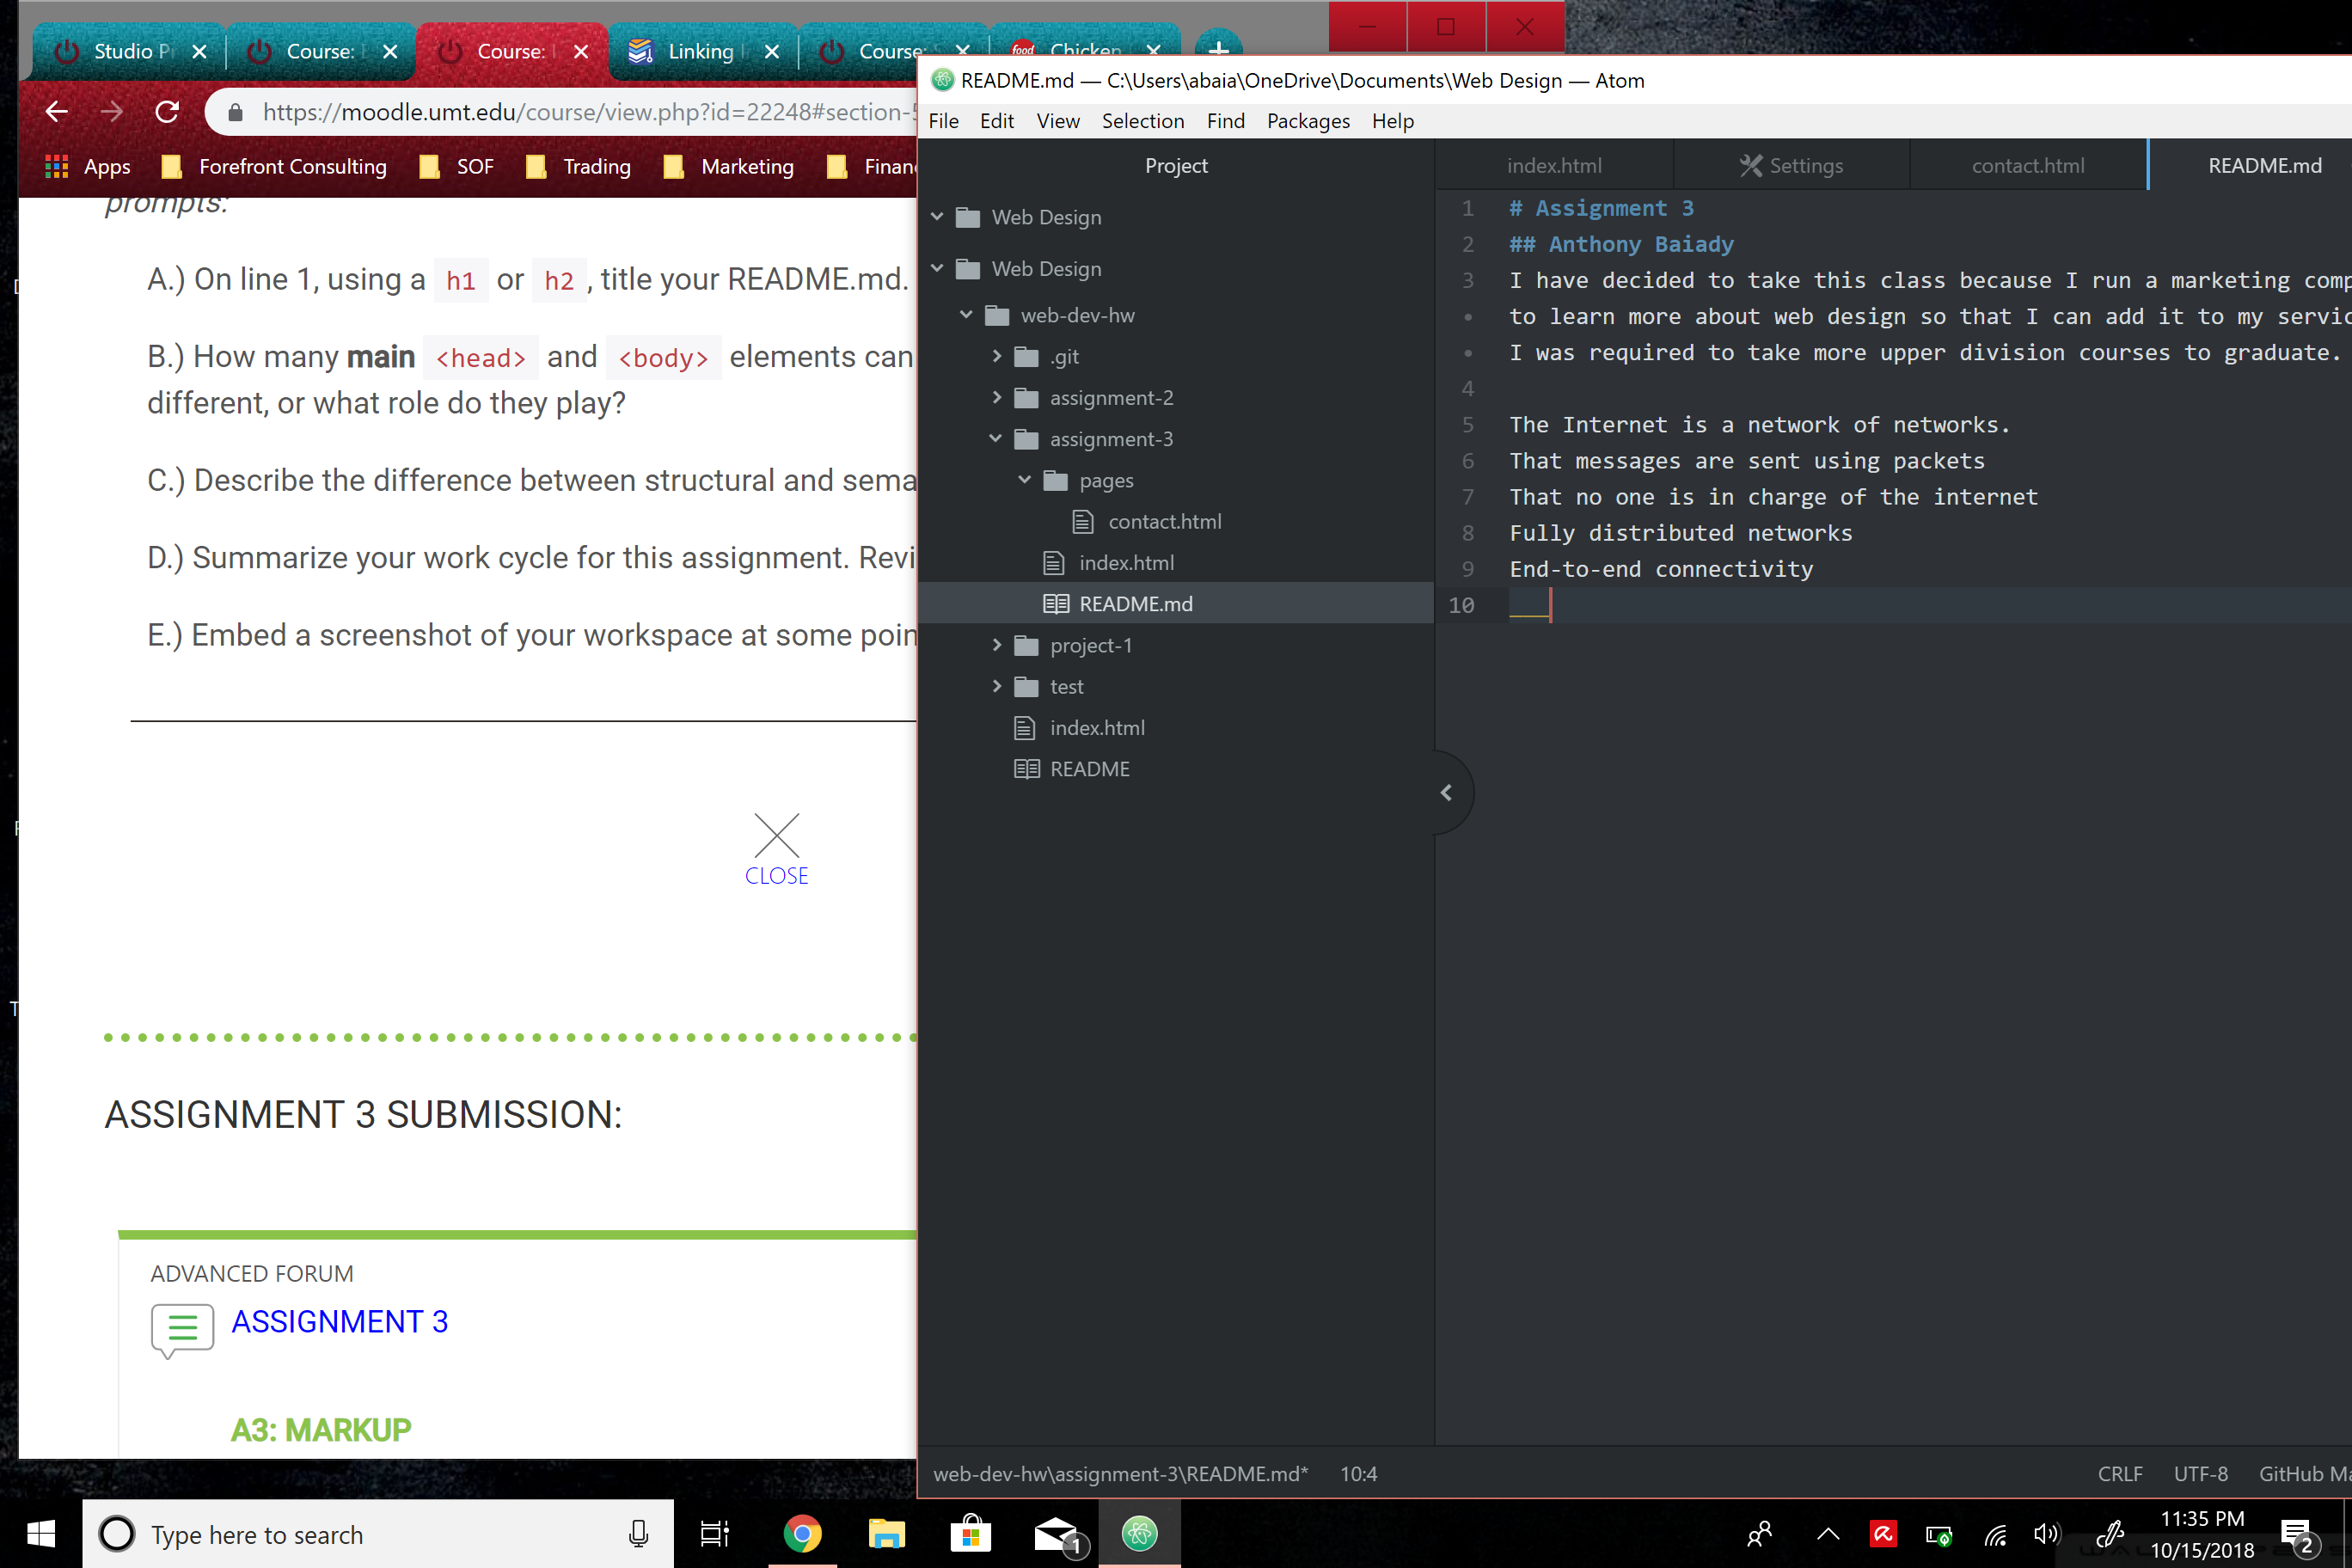 Studio P
Course:
Course:
Linking
Course:
food Chicken
https://moodle.umt.edu/course/view.php?id=22248#section-5
Apps Forefront Consulting SOF Trading Marketing Finan
prompts:
A.) On line 1, using a h1 or h2, title your README.md.
B.) How many main <head> and <body> elements can
different, or what role do they play?
C.) Describe the difference between structural and sema
D.) Summarize your work cycle for this assignment. Revi
E.) Embed a screenshot of your workspace at some poin
CLOSE
ASSIGNMENT 3 SUBMISSION:
ADVANCED FORUM
ASSIGNMENT 3
A3: MARKUP
README.md — C:\Users\abaia\OneDrive\Documents\Web Design — Atom
File Edit View Selection Find Packages Help
Project
Web Design
Web Design
web-dev-hw
.git
assignment-2
assignment-3
pages
contact.html
index.html
README.md
project-1
test
index.html
README
index.html Settings contact.html README.md
1 # Assignment 3
2 ## Anthony Baiady
3 I have decided to take this class because I run a marketing comp
• to learn more about web design so that I can add it to my servic
• I was required to take more upper division courses to graduate.
4
5 The Internet is a network of networks.
6 That messages are sent using packets
7 That no one is in charge of the internet
8 Fully distributed networks
9 End-to-end connectivity
10 ___
web-dev-hw\assignment-3\README.md* 10:4
CRLF UTF-8 GitHub Ma
Type here to search
1
11:35 PM
10/15/2018
2